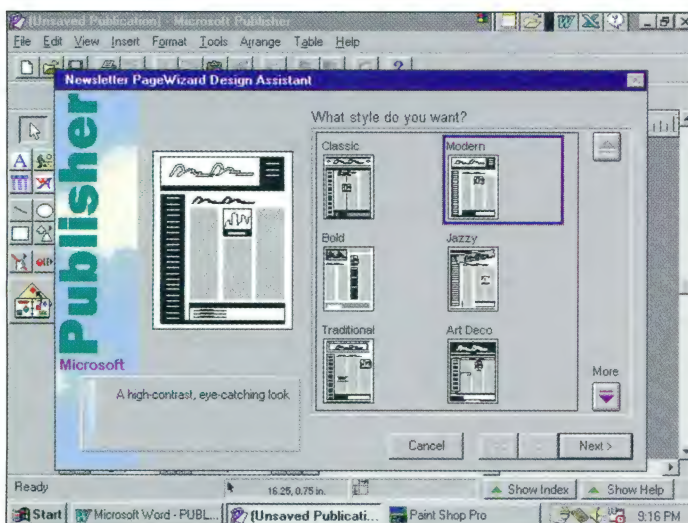 (Unsaved Publication) - Microsoft Publisher
File Edit View Insert Format Tools Arrange Table Help
Newsletter PageWizard Design Assistant
Publisher
Microsoft
What style do you want?
Classic Modern
Bold Jazzy
Traditional Art Deco
More
A high-contrast, eye-catching look
Cancel << < Next >
Ready 16.25, 0.75 in. Show Index Show Help
Start Microsoft Word - PUBL... (Unsaved Publicati... Paint Shop Pro 9:16 PM